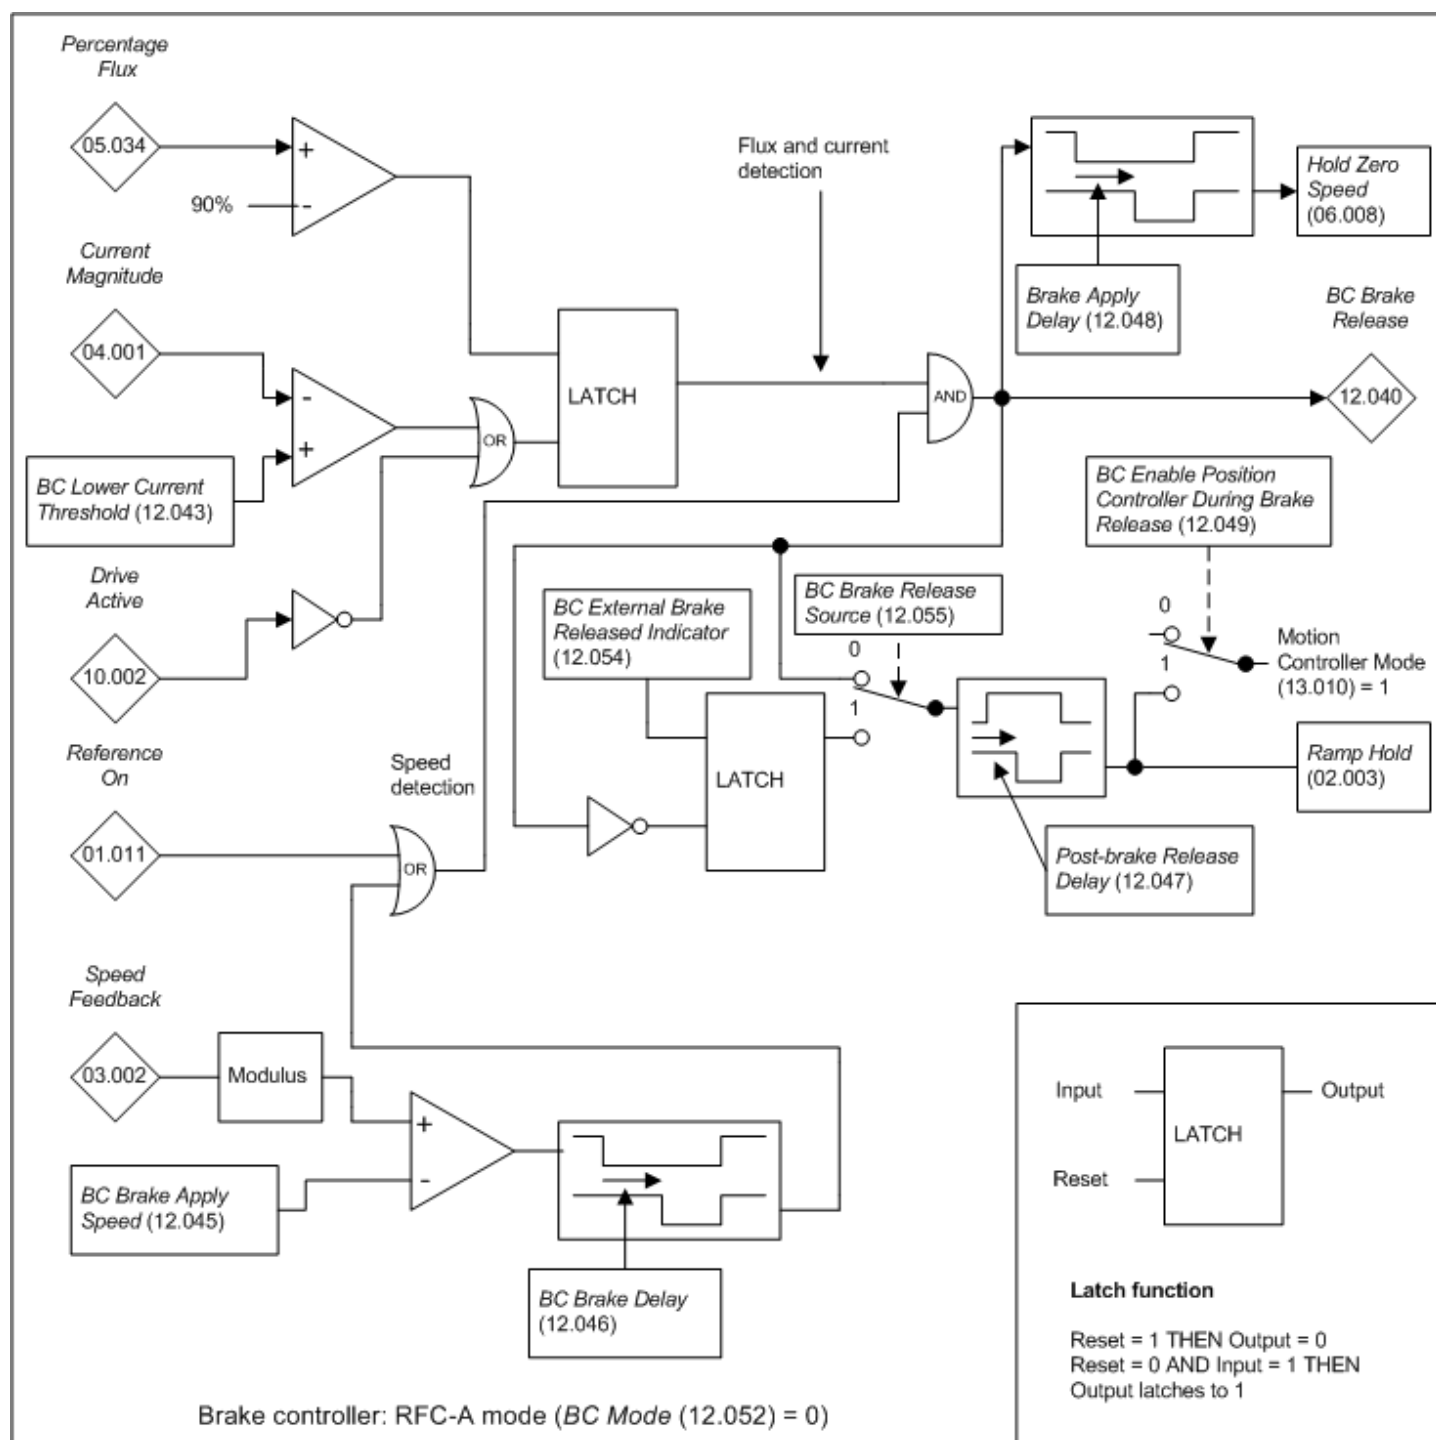 Percentage
Flux
05.034
+
90%
-
Current
Magnitude
04.001
-
+
BC Lower Current
Threshold (12.043)
OR
LATCH
Drive
Active
10.002
Flux and current
detection
AND
Hold Zero
Speed
(06.008)
Brake Apply
Delay (12.048)
BC Brake
Release
12.040
BC Enable Position
Controller During Brake
Release (12.049)
BC Brake Release
Source (12.055)
BC External Brake
Released Indicator
(12.054)
0
1
0
1
Motion
Controller Mode
(13.010) = 1
LATCH
Ramp Hold
(02.003)
Post-brake Release
Delay (12.047)
Reference
On
01.011
Speed
detection
OR
Speed
Feedback
03.002
Modulus
+
-
BC Brake Apply
Speed (12.045)
BC Brake Delay
(12.046)
Brake controller: RFC-A mode (BC Mode (12.052) = 0)
Input
Reset
LATCH
Output
Latch function
Reset = 1 THEN Output = 0
Reset = 0 AND Input = 1 THEN
Output latches to 1